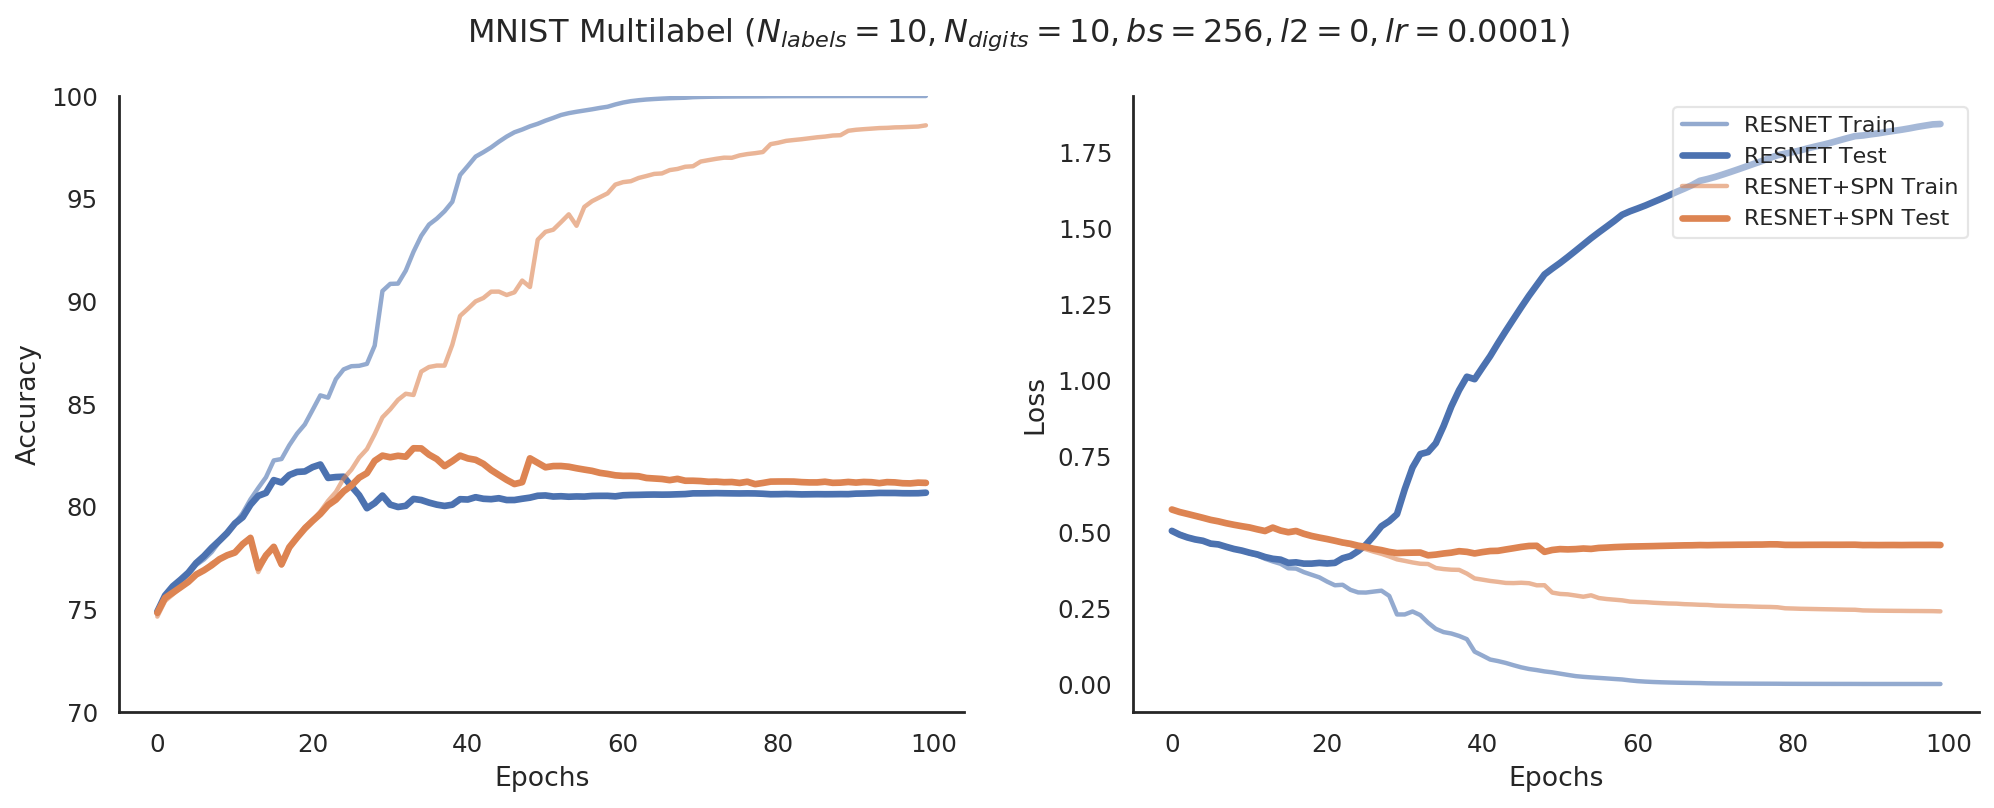 MNIST Multilabel (N_labels = 10, N_digits = 10, bs = 256, l2 = 0, lr = 0.0001)
100
95
90
85
80
75
70
Accuracy
0 20 40 60 80 100
Epochs
1.75
1.50
1.25
1.00
0.75
0.50
0.25
0.00
Loss
0 20 40 60 80 100
Epochs
RESNET Train
RESNET Test
RESNET+SPN Train
RESNET+SPN Test